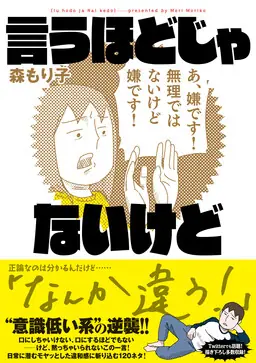 (Iu hodo ja Nai kedo) — presented by Mori Moriko
言うほどじゃ
森もり子
あ、嫌です!
無理では
ないけど
嫌です!
ないけど
正論なのは分かるんだけど……
「なんか違う!」
“意識低い系”の逆襲!!
口にしちゃいけない、口にするほどでもない
――けど、黙っちゃいられないこの一言!
日常に潜むモヤッとした違和感に斬り込む120ネタ!
Twitterでも話題!
描き下ろし多数収録!